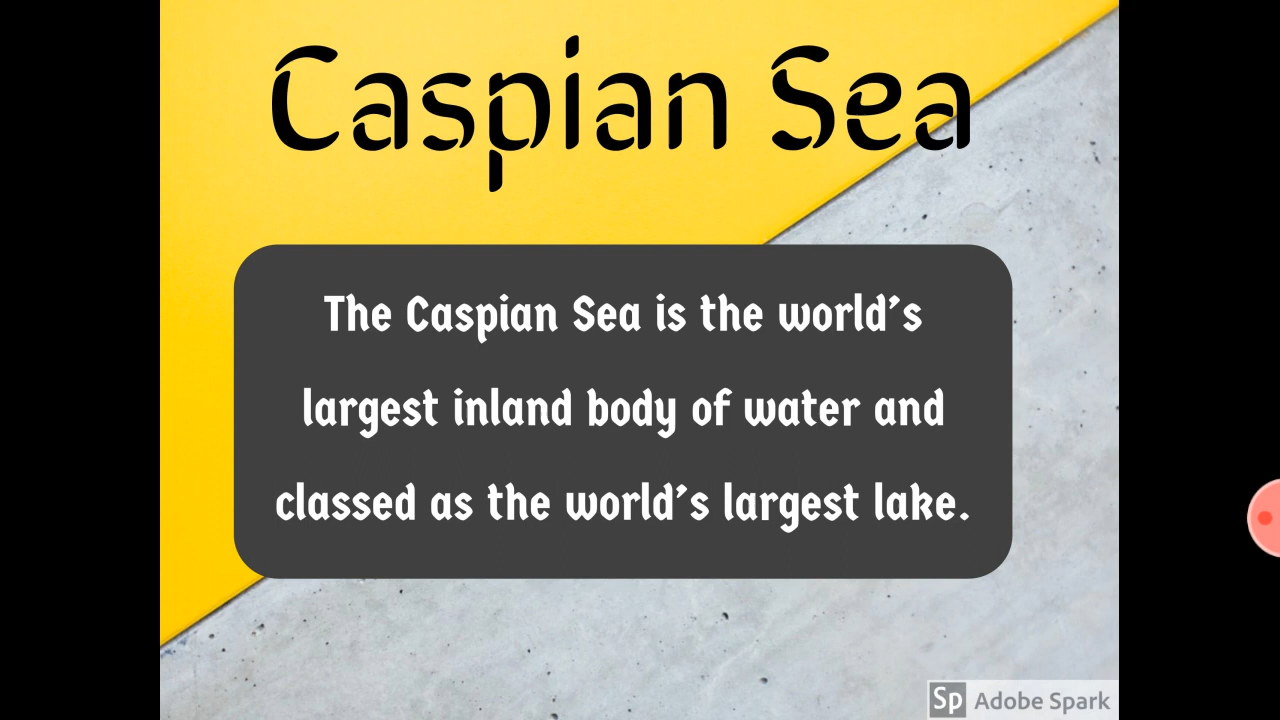 Caspian Sea
The Caspian Sea is the world's
largest inland body of water and
classed as the world's largest lake.
Sp Adobe Spark